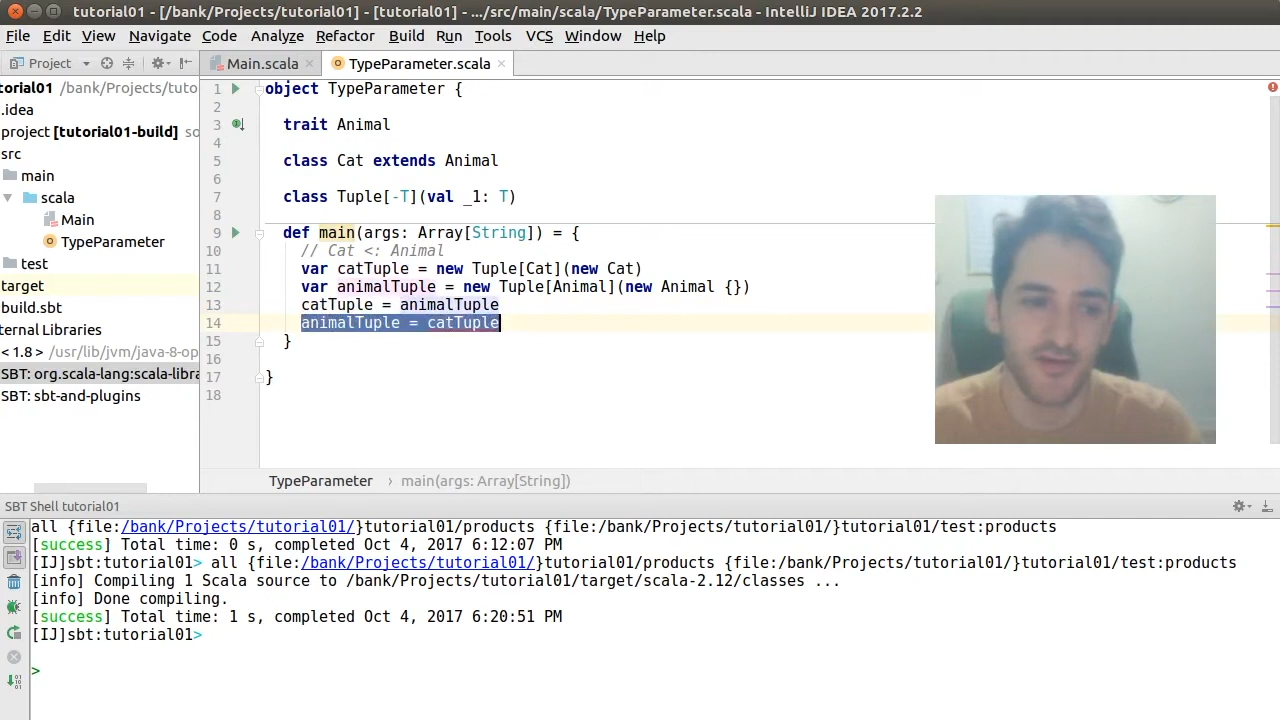 tutorial01 - [/bank/Projects/tutorial01] - [tutorial01] - .../src/main/scala/TypeParameter.scala - IntelliJ IDEA 2017.2.2
File Edit View Navigate Code Analyze Refactor Build Run Tools VCS Window Help
Project
Main.scala
TypeParameter.scala
torial01 /bank/Projects/tuto
.idea
project [tutorial01-build] so
src
main
scala
Main
TypeParameter
test
target
build.sbt
ternal Libraries
< 1.8 > /usr/lib/jvm/java-8-op
SBT: org.scala-lang:scala-libra
SBT: sbt-and-plugins
1 object TypeParameter {
2
3 trait Animal
4
5 class Cat extends Animal
6
7 class Tuple[-T](val _1: T)
8
9 def main(args: Array[String]) = {
10 // Cat <: Animal
11 var catTuple = new Tuple[Cat](new Cat)
12 var animalTuple = new Tuple[Animal](new Animal {})
13 catTuple = animalTuple
14 animalTuple = catTuple
15 }
16
17 }
18
TypeParameter › main(args: Array[String])
SBT Shell tutorial01
all {file:/bank/Projects/tutorial01/}tutorial01/products {file:/bank/Projects/tutorial01/}tutorial01/test:products
[success] Total time: 0 s, completed Oct 4, 2017 6:12:07 PM
[IJ]sbt:tutorial01> all {file:/bank/Projects/tutorial01/}tutorial01/products {file:/bank/Projects/tutorial01/}tutorial01/test:products
[info] Compiling 1 Scala source to /bank/Projects/tutorial01/target/scala-2.12/classes ...
[info] Done compiling.
[success] Total time: 1 s, completed Oct 4, 2017 6:20:51 PM
[IJ]sbt:tutorial01>
>